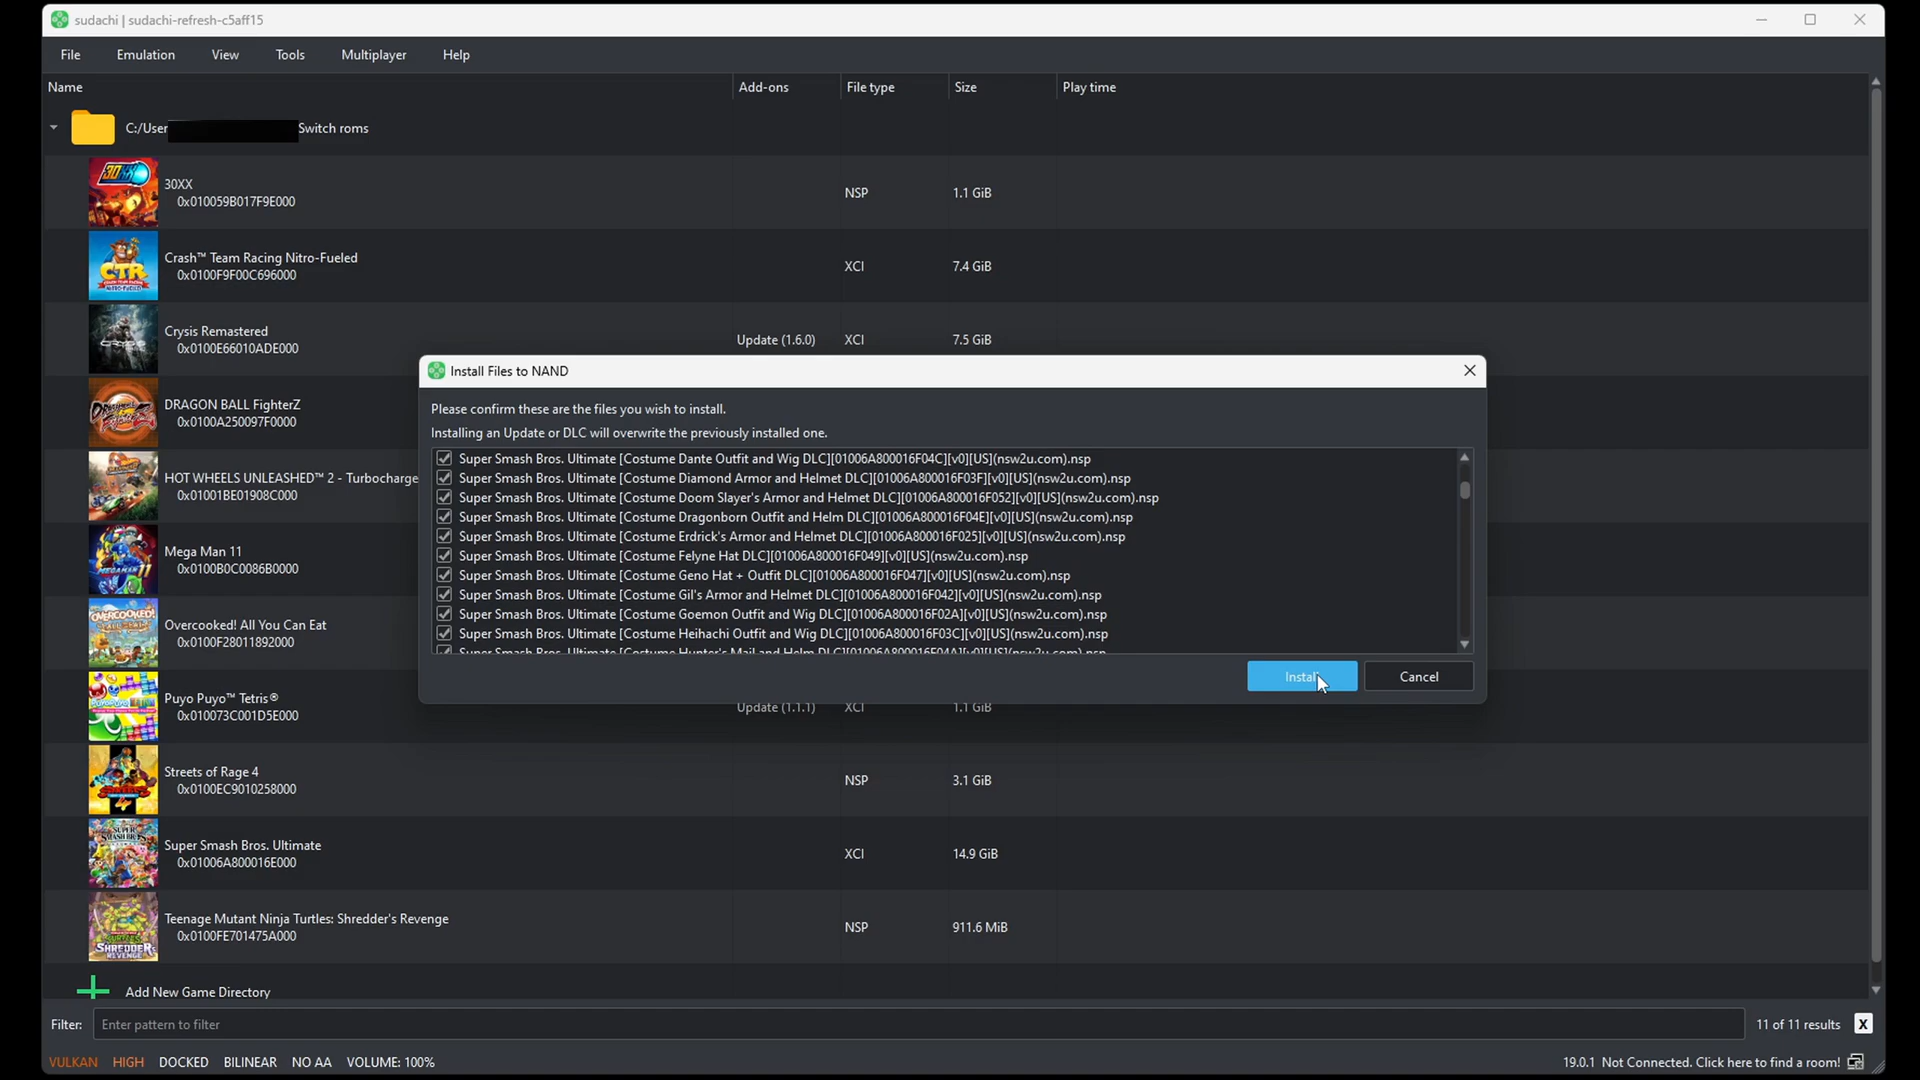 sudachi | sudachi-refresh-c5aff15
File Emulation View Tools Multiplayer Help
Name Add-ons File type Size Play time
C:/User Switch roms
30XX
0x010059B017F9E000
NSP 1.1 GiB
Crash™ Team Racing Nitro-Fueled
0x0100F9F00C696000
XCI 7.4 GiB
Crysis Remastered
0x0100E66010ADE000
Update (1.6.0) XCI 7.5 GiB
Install Files to NAND
Please confirm these are the files you wish to install.
Installing an Update or DLC will overwrite the previously installed one.
Super Smash Bros. Ultimate [Costume Dante Outfit and Wig DLC][01006A800016F04C][v0][US](nsw2u.com).nsp
Super Smash Bros. Ultimate [Costume Diamond Armor and Helmet DLC][01006A800016F03F][v0][US](nsw2u.com).nsp
Super Smash Bros. Ultimate [Costume Doom Slayer's Armor and Helmet DLC][01006A800016F052][v0][US](nsw2u.com).nsp
Super Smash Bros. Ultimate [Costume Dragonborn Outfit and Helm DLC][01006A800016F04E][v0][US](nsw2u.com).nsp
Super Smash Bros. Ultimate [Costume Erdrick's Armor and Helmet DLC][01006A800016F025][v0][US](nsw2u.com).nsp
Super Smash Bros. Ultimate [Costume Felyne Hat DLC][01006A800016F049][v0][US](nsw2u.com).nsp
Super Smash Bros. Ultimate [Costume Geno Hat + Outfit DLC][01006A800016F047][v0][US](nsw2u.com).nsp
Super Smash Bros. Ultimate [Costume Gil's Armor and Helmet DLC][01006A800016F042][v0][US](nsw2u.com).nsp
Super Smash Bros. Ultimate [Costume Goemon Outfit and Wig DLC][01006A800016F02A][v0][US](nsw2u.com).nsp
Super Smash Bros. Ultimate [Costume Heihachi Outfit and Wig DLC][01006A800016F03C][v0][US](nsw2u.com).nsp
Super Smash Bros. Ultimate [Costume Hunter's Mail and Helm DLC][01006A800016F04A][v0][US](nsw2u.com).nsp
Install Cancel
DRAGON BALL FighterZ
0x0100A250097F0000
HOT WHEELS UNLEASHED™ 2 - Turbocharge
0x01001BE01908C000
Mega Man 11
0x0100B0C0086B0000
Overcooked! All You Can Eat
0x0100F28011892000
Puyo Puyo™ Tetris®
0x010073C001D5E000
Update (1.1.1) XCI 1.1 GiB
Streets of Rage 4
0x0100EC9010258000
NSP 3.1 GiB
Super Smash Bros. Ultimate
0x01006A800016E000
XCI 14.9 GiB
Teenage Mutant Ninja Turtles: Shredder's Revenge
0x0100FE701475A000
NSP 911.6 MiB
Add New Game Directory
Filter: Enter pattern to filter 11 of 11 results X
VULKAN HIGH DOCKED BILINEAR NO AA VOLUME: 100% 19.0.1 Not Connected. Click here to find a room!